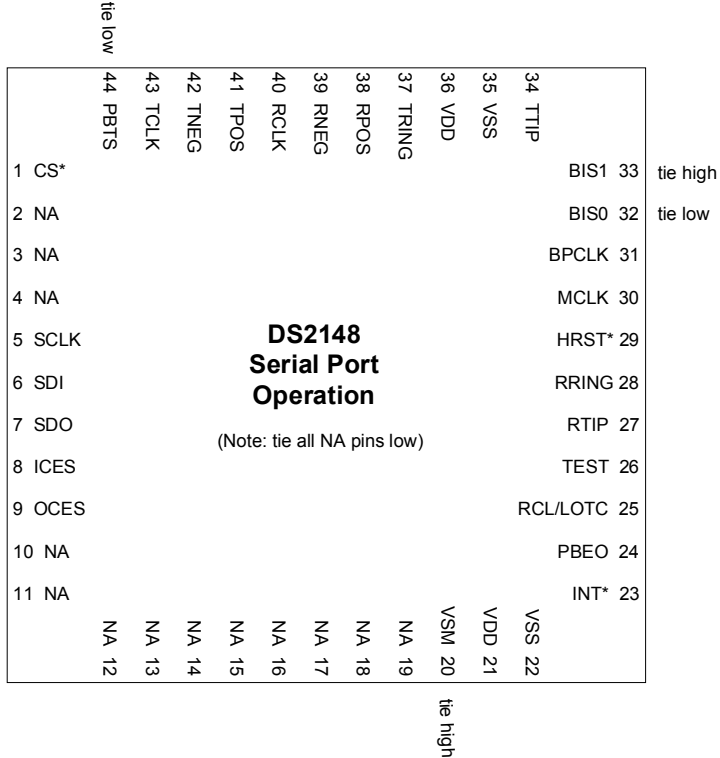 tie low
44 PBTS
43 TCLK
42 TNEG
41 TPOS
40 RCLK
39 RNEG
38 RPOS
37 TRING
36 VDD
35 VSS
34 TTIP
1 CS*
2 NA
3 NA
4 NA
5 SCLK
6 SDI
7 SDO
8 ICES
9 OCES
10 NA
11 NA
DS2148
Serial Port
Operation
(Note: tie all NA pins low)
BIS1 33 tie high
BIS0 32 tie low
BPCLK 31
MCLK 30
HRST* 29
RRING 28
RTIP 27
TEST 26
RCL/LOTC 25
PBEO 24
INT* 23
NA 12
NA 13
NA 14
NA 15
NA 16
NA 17
NA 18
NA 19
VSM 20
VDD 21
VSS 22
tie high